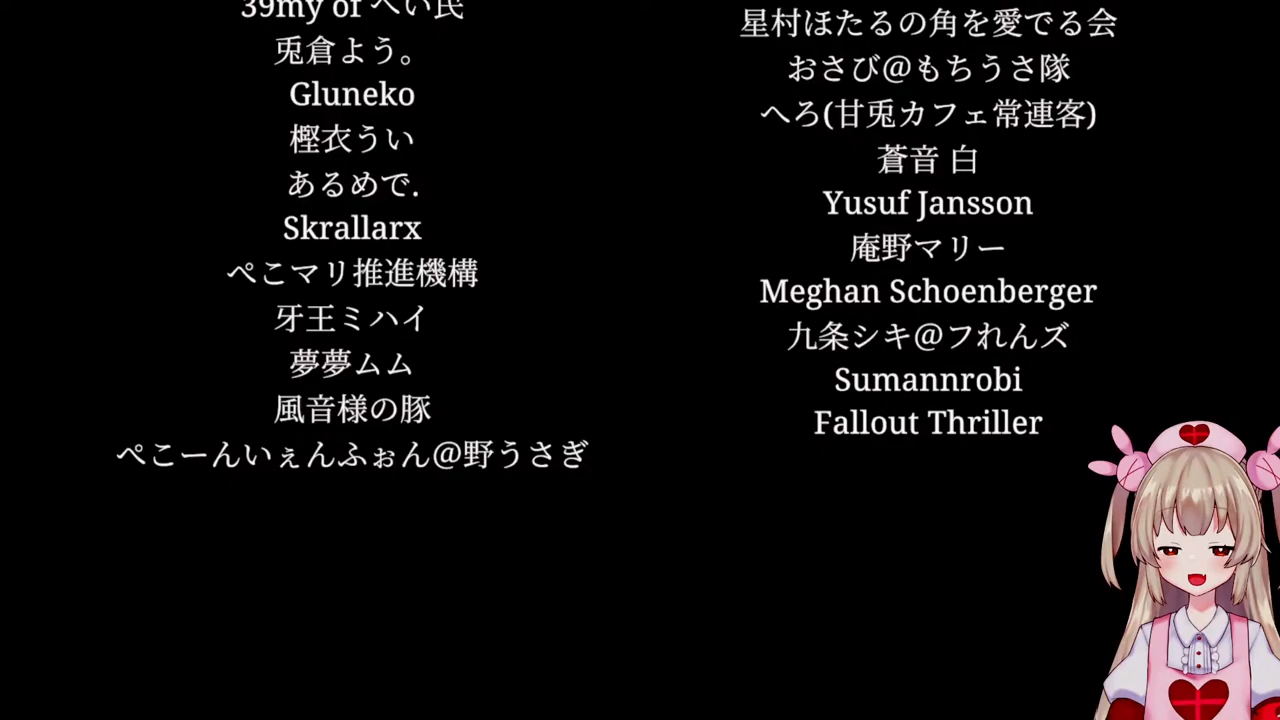 39my of ぺい民
兎倉よう。
Gluneko
樫衣うい
あるめで.
Skrallarx
ぺこマリ推進機構
牙王ミハイ
夢夢ムム
風音様の豚
ぺこーんいぇんふぉん@野うさぎ
星村ほたるの角を愛でる会
おさび@もちうさ隊
へろ(甘兎カフェ常連客)
蒼音 白
Yusuf Jansson
庵野マリー
Meghan Schoenberger
九条シキ@フれんズ
Sumannrobi
Fallout Thriller